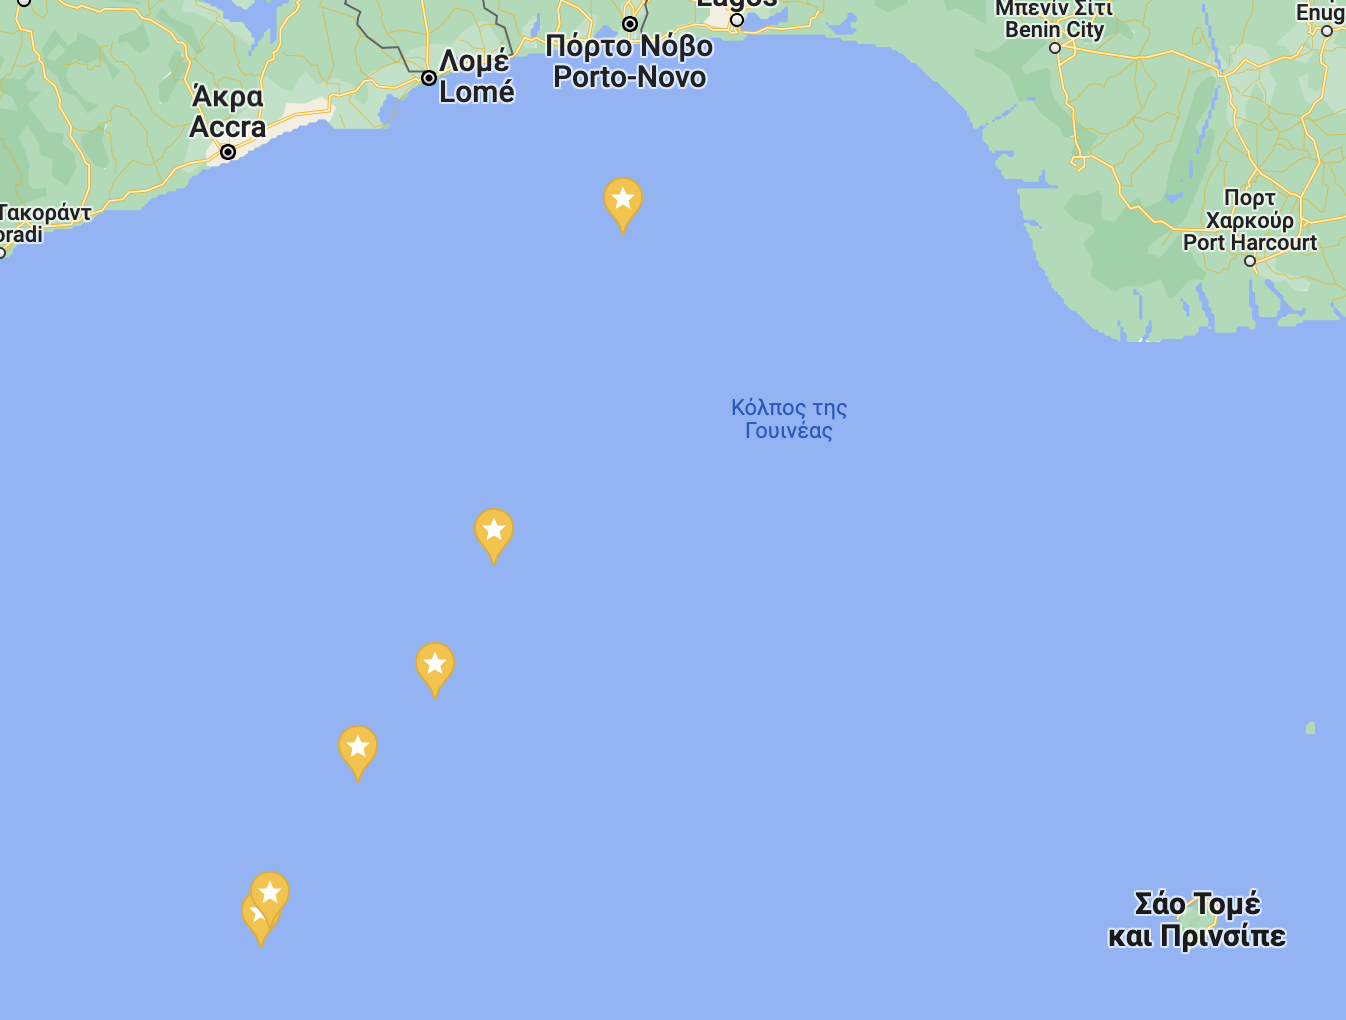 Lagos
Μπενίν Σίτι
Benin City
Enug
Πόρτο Νόβο
Porto-Novo
Λομέ
Lomé
Άκρα
Accra
Τακοράντ
oradi
Πορτ
Χαρκούρ
Port Harcourt
Κόλπος της
Γουινέας
Σάο Τομέ
και Πρινσίπε